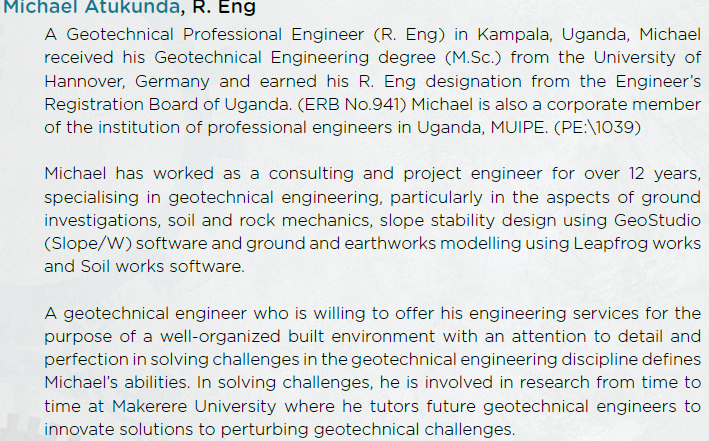 Michael Atukunda, R. Eng
A Geotechnical Professional Engineer (R. Eng) in Kampala, Uganda, Michael
received his Geotechnical Engineering degree (M.Sc.) from the University of
Hannover, Germany and earned his R. Eng designation from the Engineer's
Registration Board of Uganda. (ERB No.941) Michael is also a corporate member
of the institution of professional engineers in Uganda, MUIPE. (PE:\1039)
Michael has worked as a consulting and project engineer for over 12 years,
specialising in geotechnical engineering, particularly in the aspects of ground
investigations, soil and rock mechanics, slope stability design using GeoStudio
(Slope/W) software and ground and earthworks modelling using Leapfrog works
and Soil works software.
A geotechnical engineer who is willing to offer his engineering services for the
purpose of a well-organized built environment with an attention to detail and
perfection in solving challenges in the geotechnical engineering discipline defines
Michael's abilities. In solving challenges, he is involved in research from time to
time at Makerere University where he tutors future geotechnical engineers to
innovate solutions to perturbing geotechnical challenges.